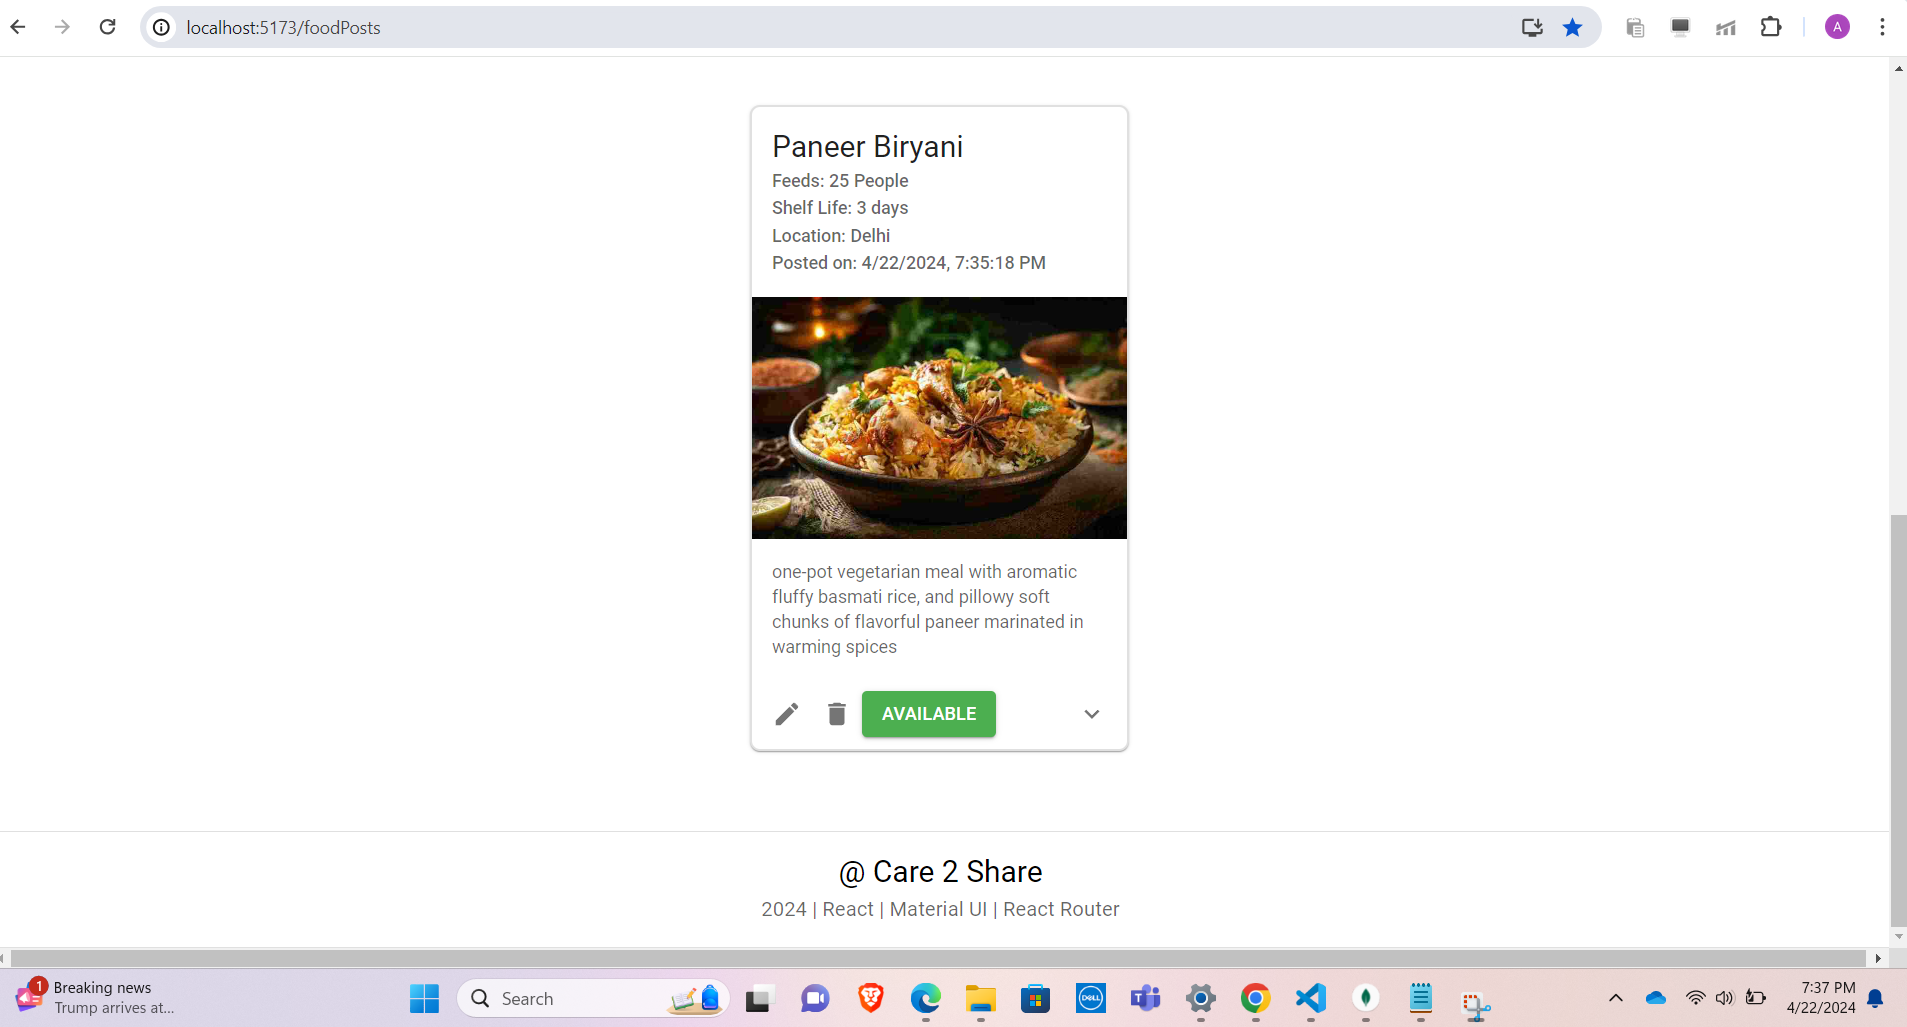 localhost:5173/foodPosts
A
Paneer Biryani
Feeds: 25 People
Shelf Life: 3 days
Location: Delhi
Posted on: 4/22/2024, 7:35:18 PM
one-pot vegetarian meal with aromatic
fluffy basmati rice, and pillowy soft
chunks of flavorful paneer marinated in
warming spices
AVAILABLE
@ Care 2 Share
2024 | React | Material UI | React Router
1
Breaking news
Trump arrives at...
Search
DELL
7:37 PM
4/22/2024